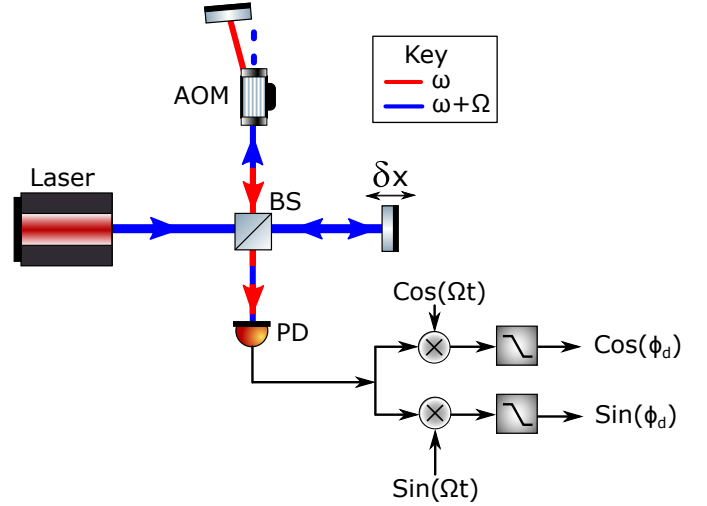 Key
ω
ω+Ω
AOM
Laser
BS
δx
PD
Cos(Ωt)
Cos(ϕd)
Sin(ϕd)
Sin(Ωt)